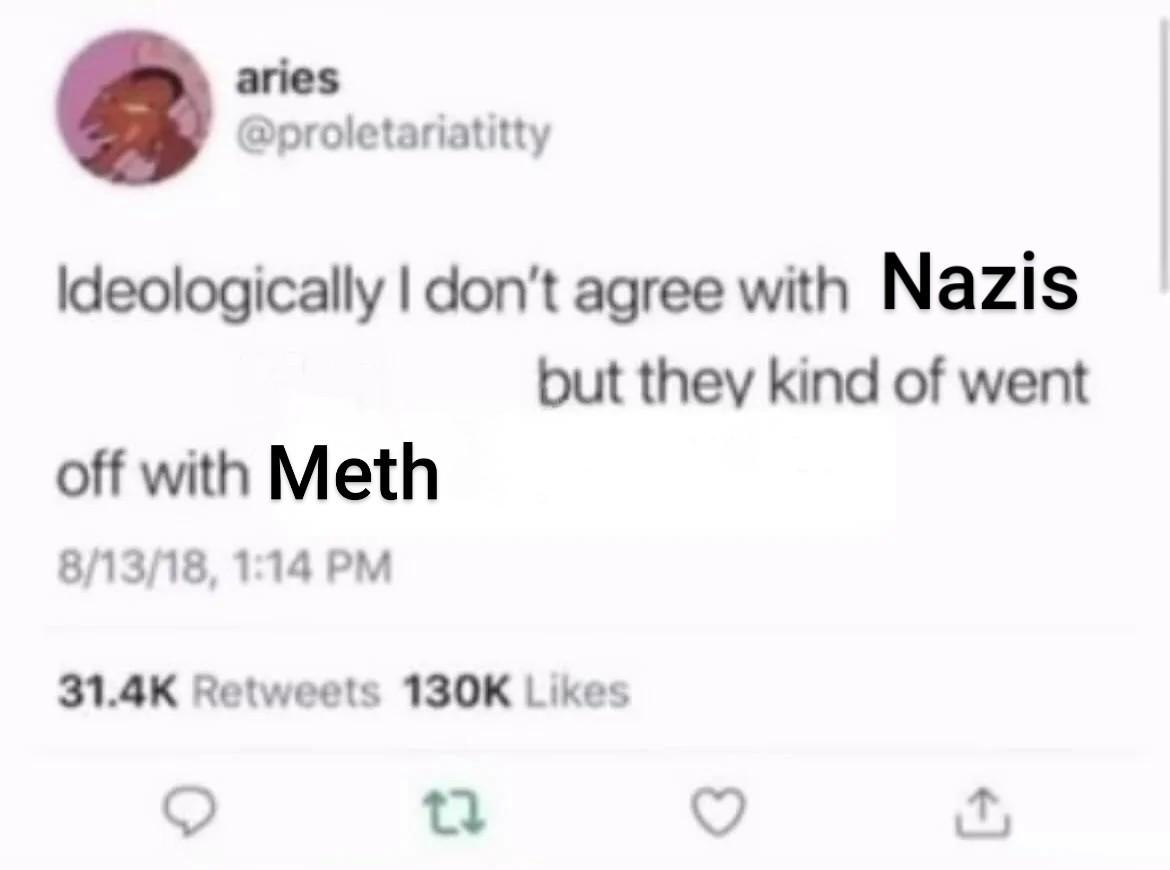 aries
@proletariatitty
Ideologically I don't agree with Nazis
but they kind of went
off with Meth
8/13/18, 1:14 PM
31.4K Retweets 130K Likes